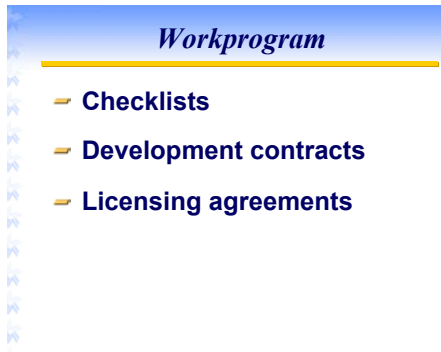 Workprogram
Checklists
Development contracts
Licensing agreements